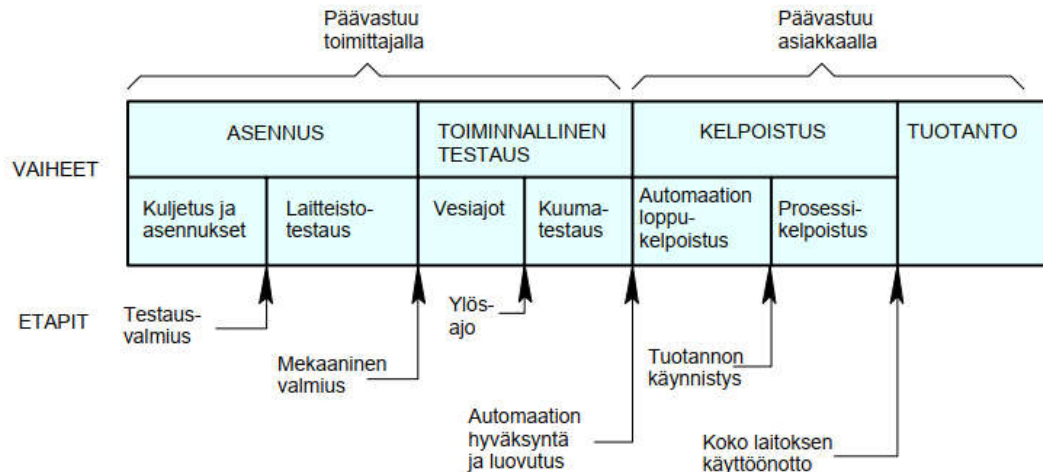 Päävastuu
toimittajalla
Päävastuu
asiakkaalla
VAIHEET
ASENNUS
TOIMINNALLINEN
TESTAUS
KELPOISTUS
TUOTANTO
Kuljetus ja
asennukset
Laitteisto-
testaus
Vesiajot
Kuuma-
testaus
Automaation
loppu-
kelpoistus
Prosessi-
kelpoistus
ETAPIT
Testaus-
valmius
Mekaaninen
valmius
Ylös-
ajo
Automaation
hyväksyntä
ja luovutus
Tuotannon
käynnistys
Koko laitoksen
käyttöönotto